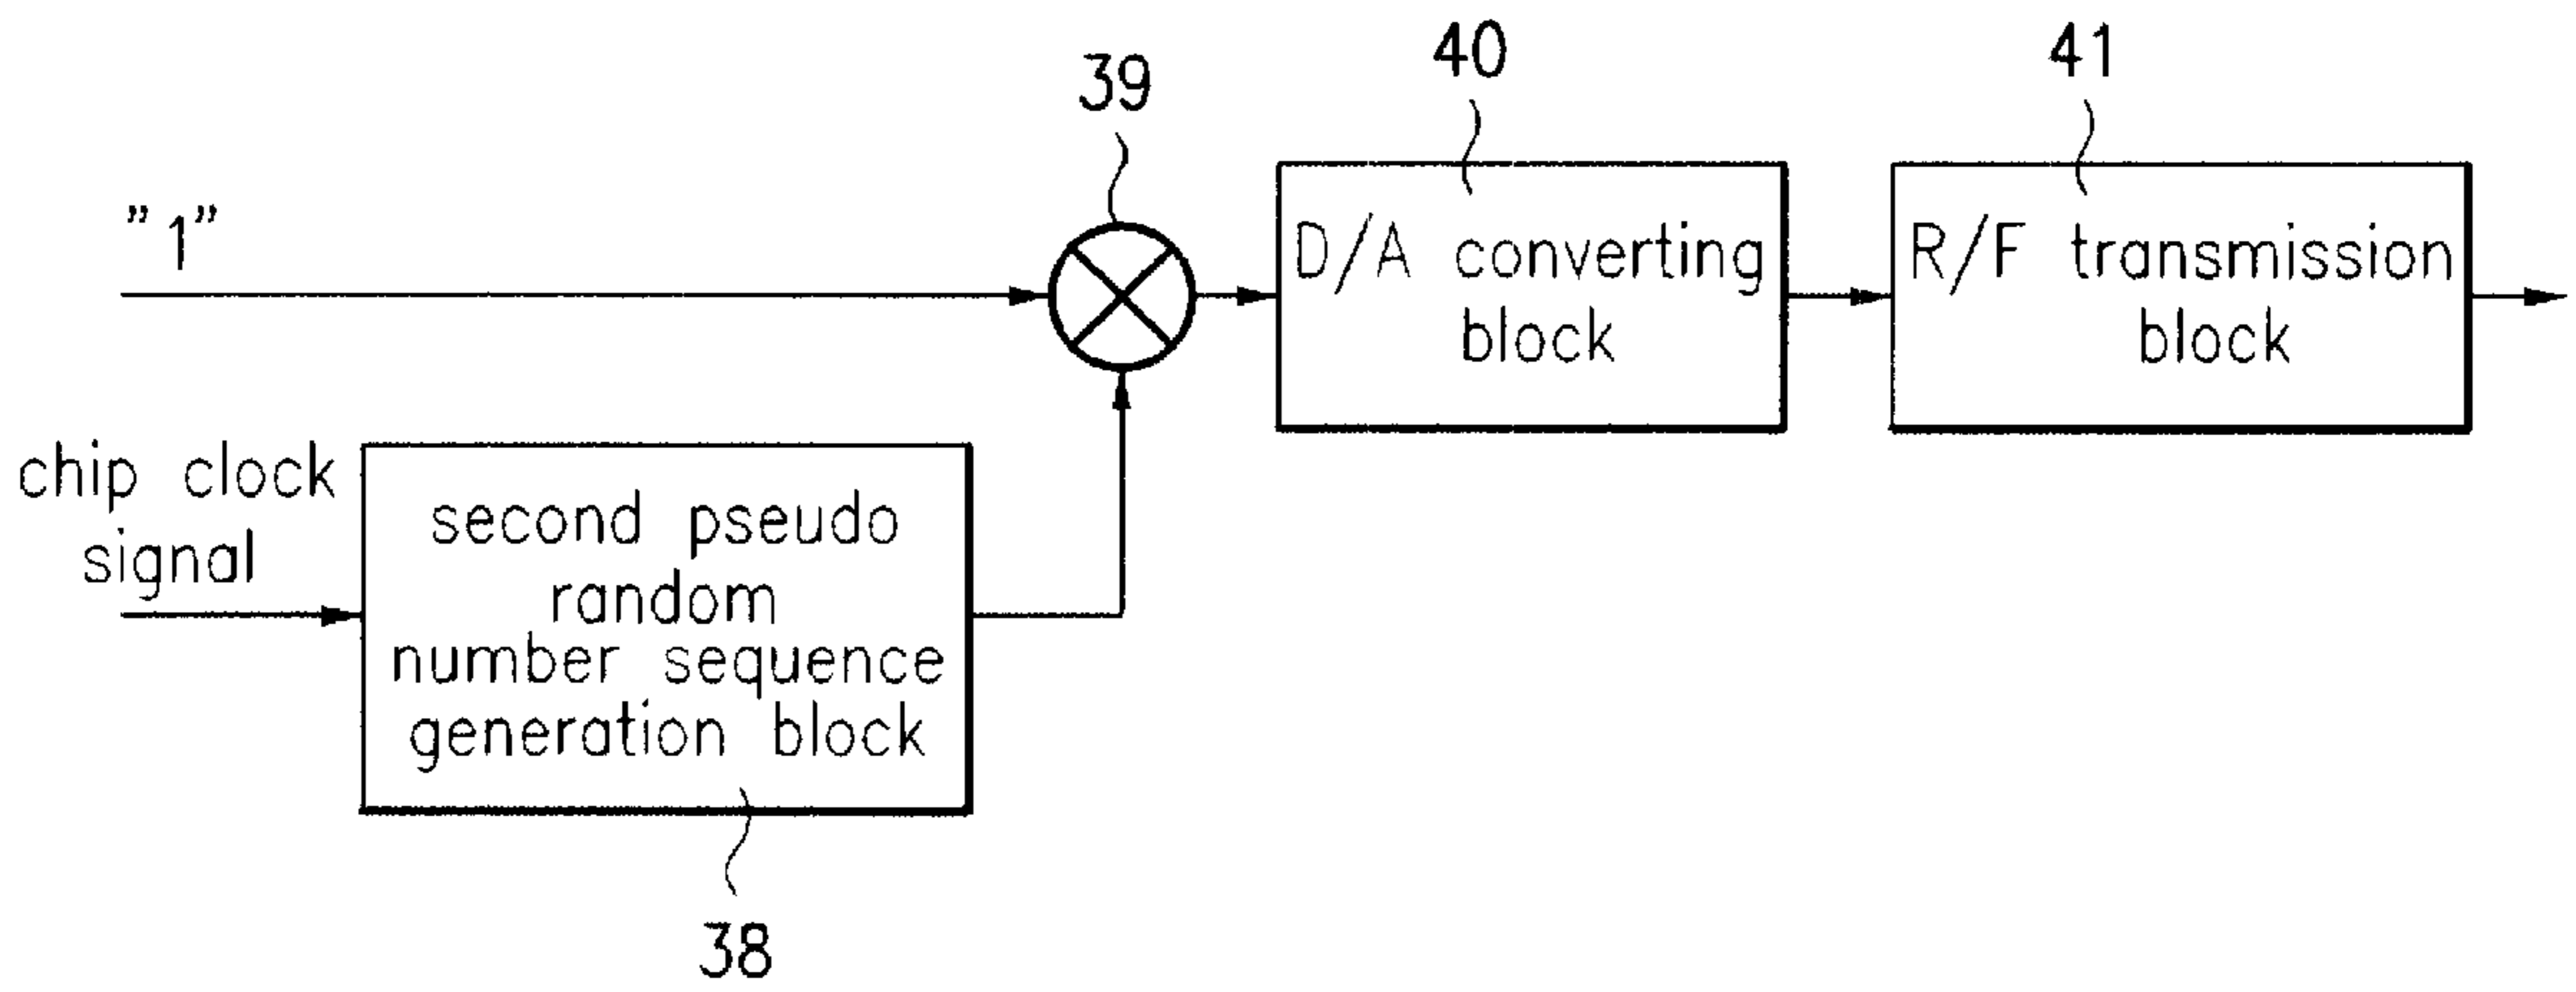 39
40
41
"1"
D/A converting
block
R/F transmission
block
chip clock
signal
second pseudo
random
number sequence
generation block
38